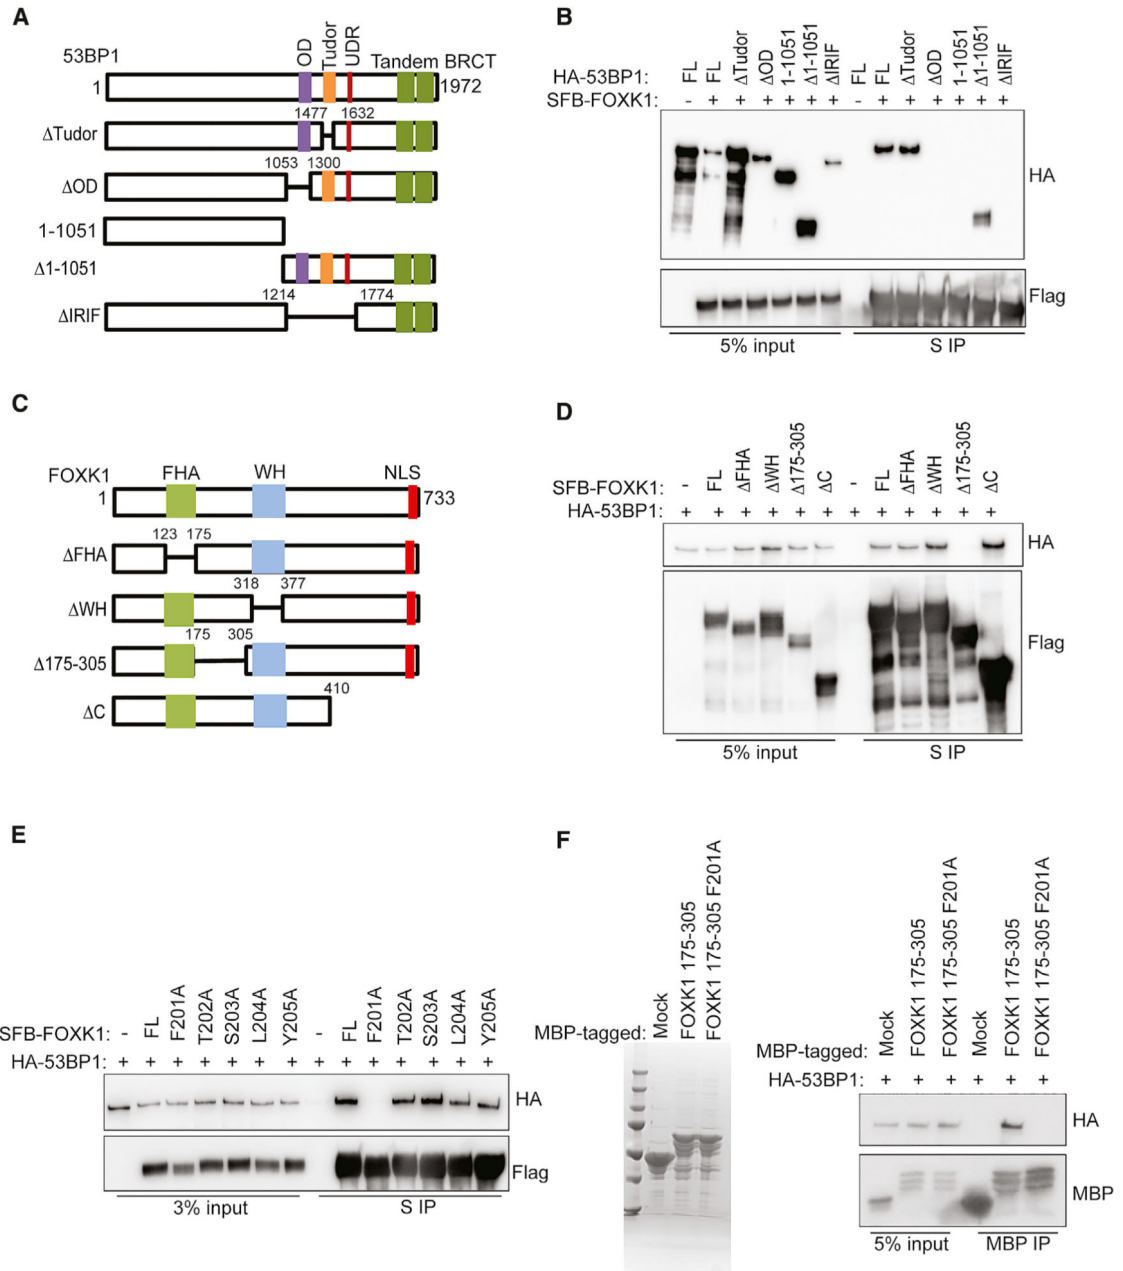 A
53BP1
OD
Tudor
UDR
Tandem BRCT
1
1972
1477 1632
ΔTudor
1053 1300
ΔOD
1-1051
Δ1-1051
1214 1774
ΔIRIF
B
HA-53BP1: FL FL ΔTudor ΔOD 1-1051 Δ1-1051 ΔIRIF FL FL ΔTudor ΔOD 1-1051 Δ1-1051 ΔIRIF
SFB-FOXK1: - + + + + + + - + + + + + +
HA
Flag
5% input S IP
C
FOXK1 FHA WH NLS
1 733
123 175
ΔFHA
318 377
ΔWH
175 305
Δ175-305
410
ΔC
D
SFB-FOXK1: - FL ΔFHA ΔWH Δ175-305 ΔC - FL ΔFHA ΔWH Δ175-305 ΔC
HA-53BP1: + + + + + + + + + + + +
HA
Flag
5% input S IP
E
SFB-FOXK1: - FL F201A T202A S203A L204A Y205A - FL F201A T202A S203A L204A Y205A
HA-53BP1: + + + + + + + + + + + + + +
HA
Flag
3% input S IP
F
MBP-tagged: Mock FOXK1 175-305 FOXK1 175-305 F201A
MBP-tagged: Mock FOXK1 175-305 FOXK1 175-305 F201A Mock FOXK1 175-305 FOXK1 175-305 F201A
HA-53BP1: + + + + + +
HA
MBP
5% input MBP IP